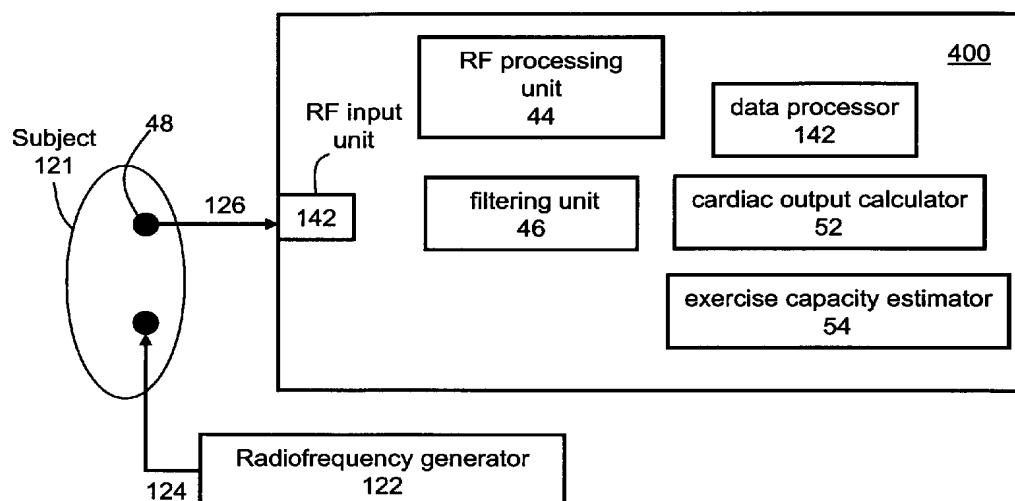 400
RF processing
unit
44
data processor
142
RF input
unit
48
Subject
121
126
142
filtering unit
46
cardiac output calculator
52
exercise capacity estimator
54
Radiofrequency generator
122
124